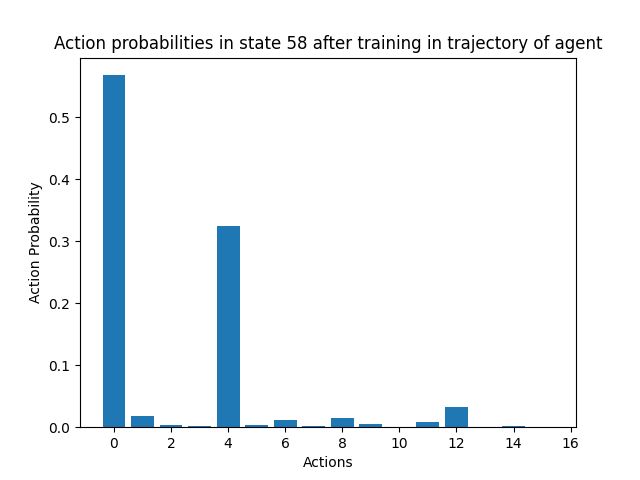 Action probabilities in state 58 after training in trajectory of agent
Action Probability
0.5
0.4
0.3
0.2
0.1
0.0
0 2 4 6 8 10 12 14 16
Actions